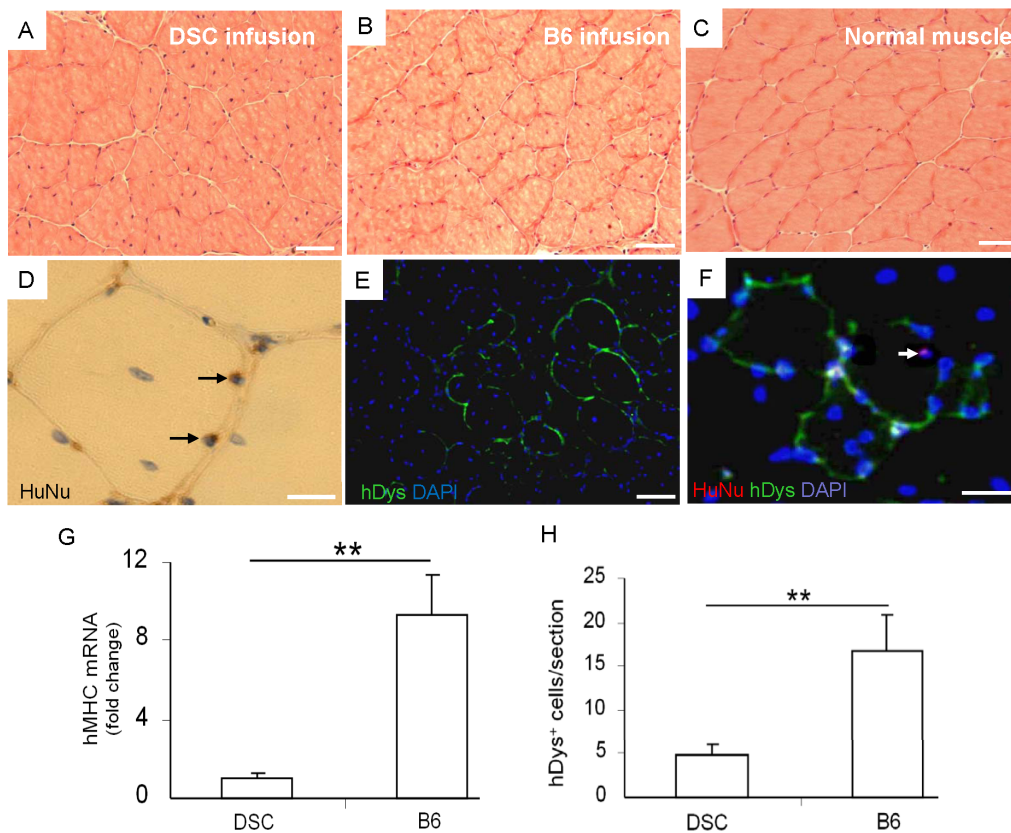 A
DSC infusion
B
B6 infusion
C
Normal muscle
D
HuNu
E
hDys DAPI
F
HuNu hDys DAPI
G
hMHC mRNA
(fold change)
12
8
4
0
**
DSC
B6
H
hDys⁺ cells/section
25
20
15
10
5
0
**
DSC
B6